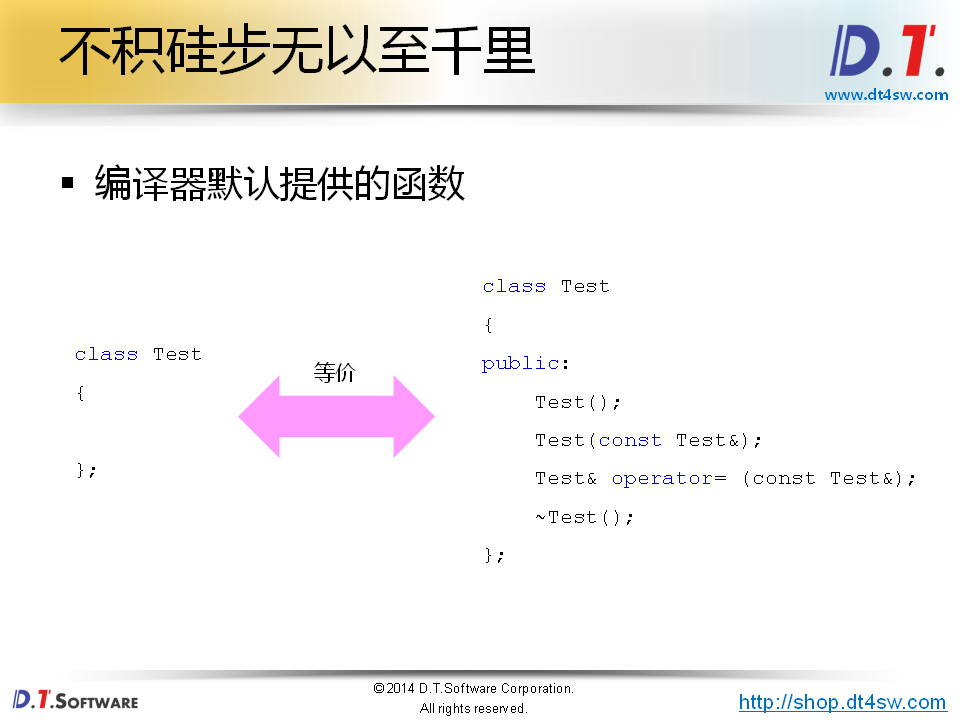 不积硅步无以至千里
D.T.
www.dt4sw.com
▪ 编译器默认提供的函数
class Test
{
};
等价
class Test
{
public:
Test();
Test(const Test&);
Test& operator= (const Test&);
~Test();
};
D.T.SOFTWARE
©2014 D.T.Software Corporation.
All rights reserved.
http://shop.dt4sw.com